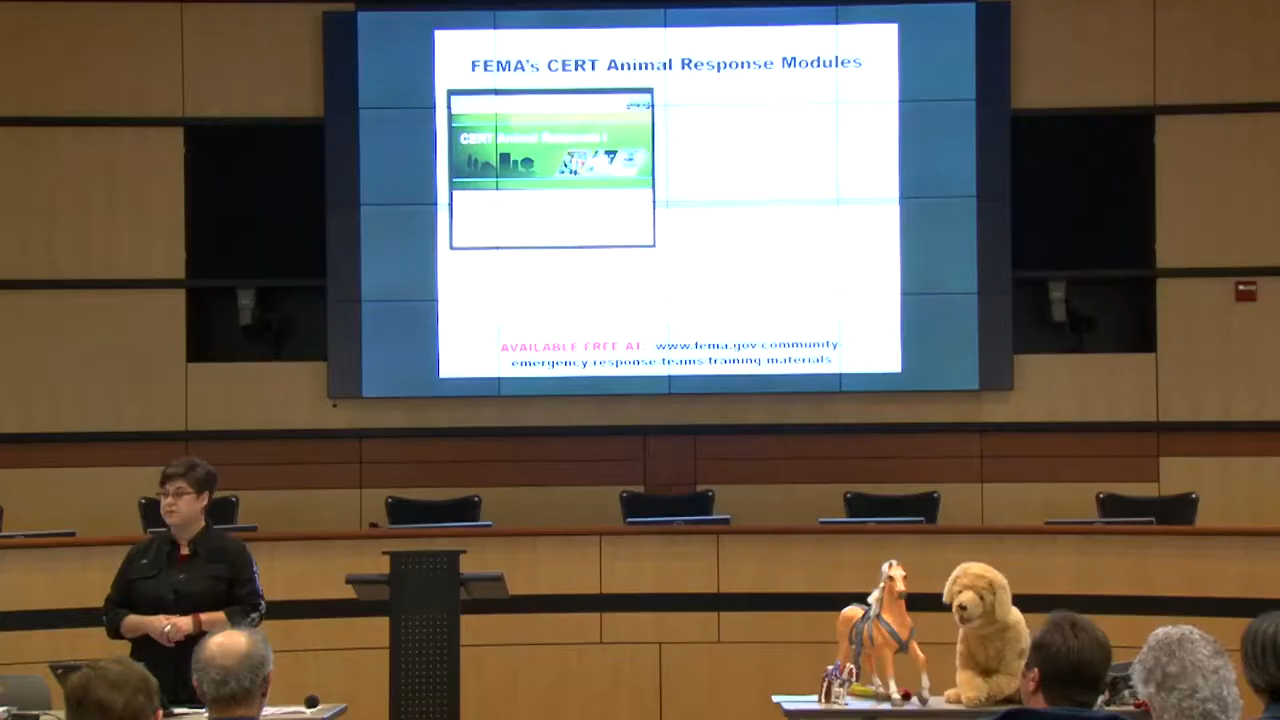 FEMA's CERT Animal Response Modules
CERT Animal Response I
AVAILABLE FREE AT: www.fema.gov community
emergency response teams training materials